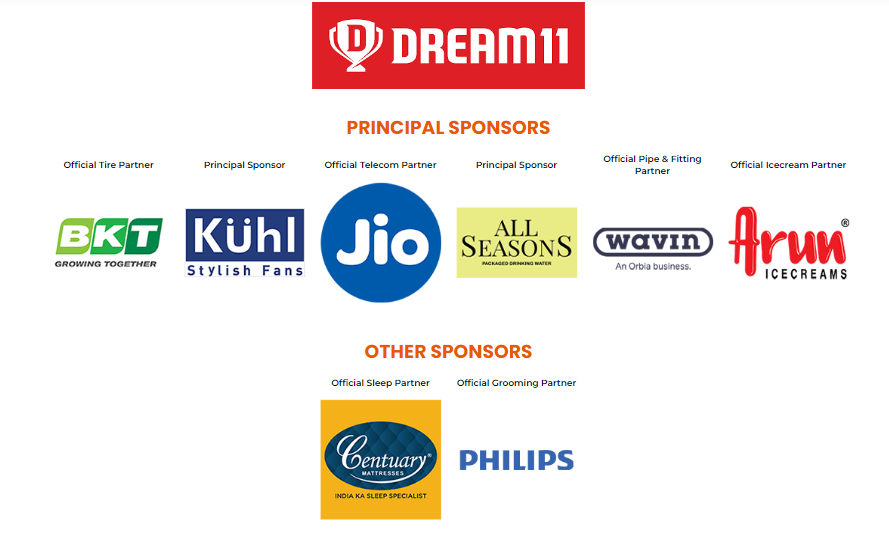 DREAM11
PRINCIPAL SPONSORS
Official Tire Partner
BKT
GROWING TOGETHER
Principal Sponsor
Kühl
Stylish Fans
Official Telecom Partner
Jio
Principal Sponsor
ALL
SEASONS
PACKAGED DRINKING WATER
Official Pipe & Fitting
Partner
wavin
An Orbia business.
Official Icecream Partner
Arun®
ICECREAMS
OTHER SPONSORS
Official Sleep Partner
Centuary®
MATTRESSES
INDIA KA SLEEP SPECIALIST
Official Grooming Partner
PHILIPS